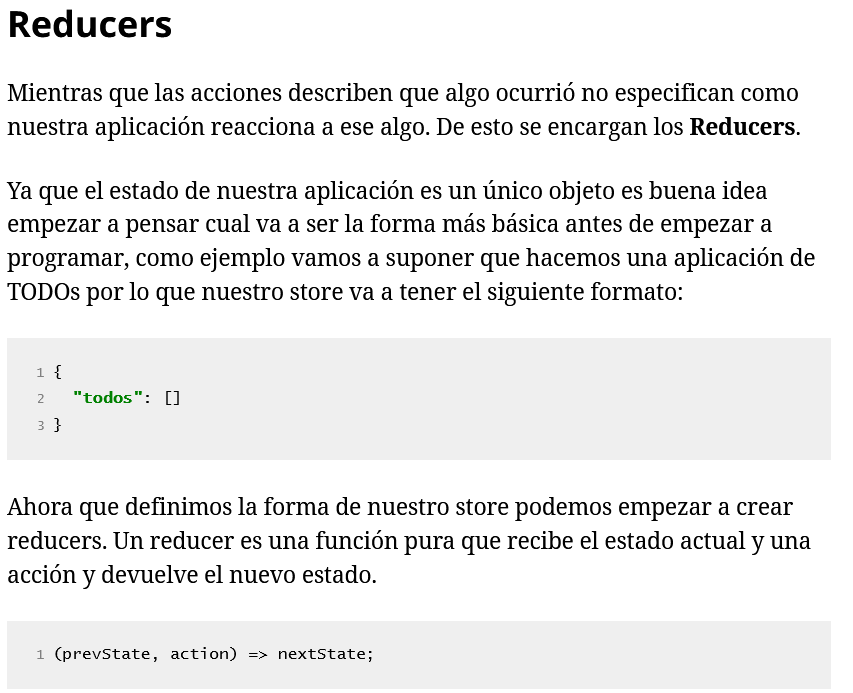 Reducers
Mientras que las acciones describen que algo ocurrió no especifican como
nuestra aplicación reacciona a ese algo. De esto se encargan los Reducers.
Ya que el estado de nuestra aplicación es un único objeto es buena idea
empezar a pensar cual va a ser la forma más básica antes de empezar a
programar, como ejemplo vamos a suponer que hacemos una aplicación de
TODOs por lo que nuestro store va a tener el siguiente formato:
1 {
2   "todos": []
3 }
Ahora que definimos la forma de nuestro store podemos empezar a crear
reducers. Un reducer es una función pura que recibe el estado actual y una
acción y devuelve el nuevo estado.
1 (prevState, action) => nextState;